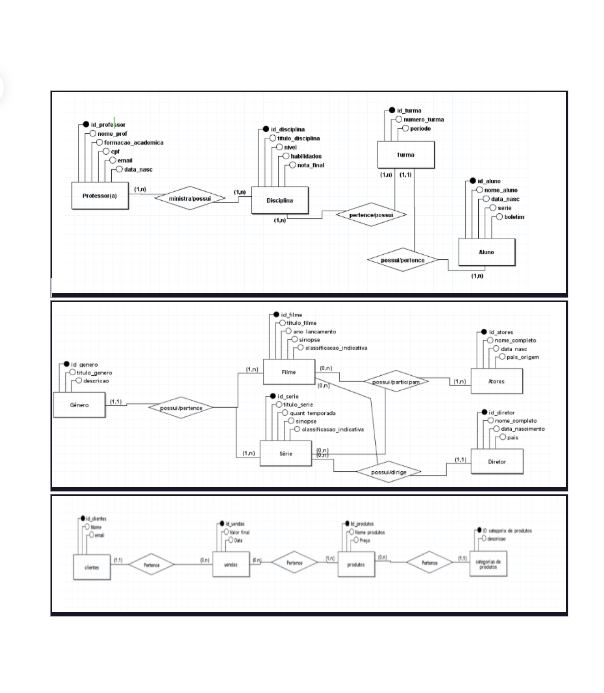 id_professor
nome_prof
formacao_academica
cpf
email
data_nasc
Professor(a)
(1,n)
ministra/possui
(1,n)
id_disciplina
titulo_disciplina
nivel
habilidades
nota_final
Disciplina
(1,n)
pertence/possui
id_turma
numero_turma
periodo
Turma
(1,n)
(1,1)
possui/pertence
id_aluno
nome_aluno
data_nasc
serie
boletim
Aluno
(1,n)
id_genero
titulo_genero
descricao
Gênero
(1,1)
possui/pertence
(1,n)
(1,n)
id_filme
titulo_filme
ano_lancamento
sinopse
classificacao_indicativa
Filme
(0,n)
(0,n)
id_serie
titulo_serie
quant_temporada
sinopse
classificasao_indicativa
Série
(0,n)
(0,n)
possui/participam
(1,n)
id_atores
nome_completo
data_nasc
pais_origem
Atores
possui/dirige
(1,1)
id_diretor
nome_completo
data_nascimento
pais
Diretor
id_clientes
Nome
email
clientes
(1,1)
Pertence
(0,n)
id_vendas
Valor final
Data
vendas
(0,n)
Pertence
(1,n)
id_produtos
Nome produtos
Preço
produtos
(0,n)
Pertence
(1,1)
ID categoria de produtos
descricao
categorias de
produtos